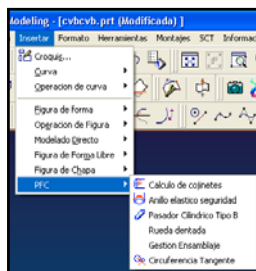 Modeling - [cvbcvb.prt (Modificada) ]
Insertar Formato Herramientas Montajes SCT Informac
Croquis...
Curva
Operacion de curva
Figura de forma
Operacion de Figura
Modelado Directo
Figura de Forma Libre
Figura de Chapa
PFC
Calculo de cojinetes
Anillo elastico seguridad
Pasador Cilindrico Tipo B
Rueda dentada
Gestion Ensamblaje
Circuferencia Tangente